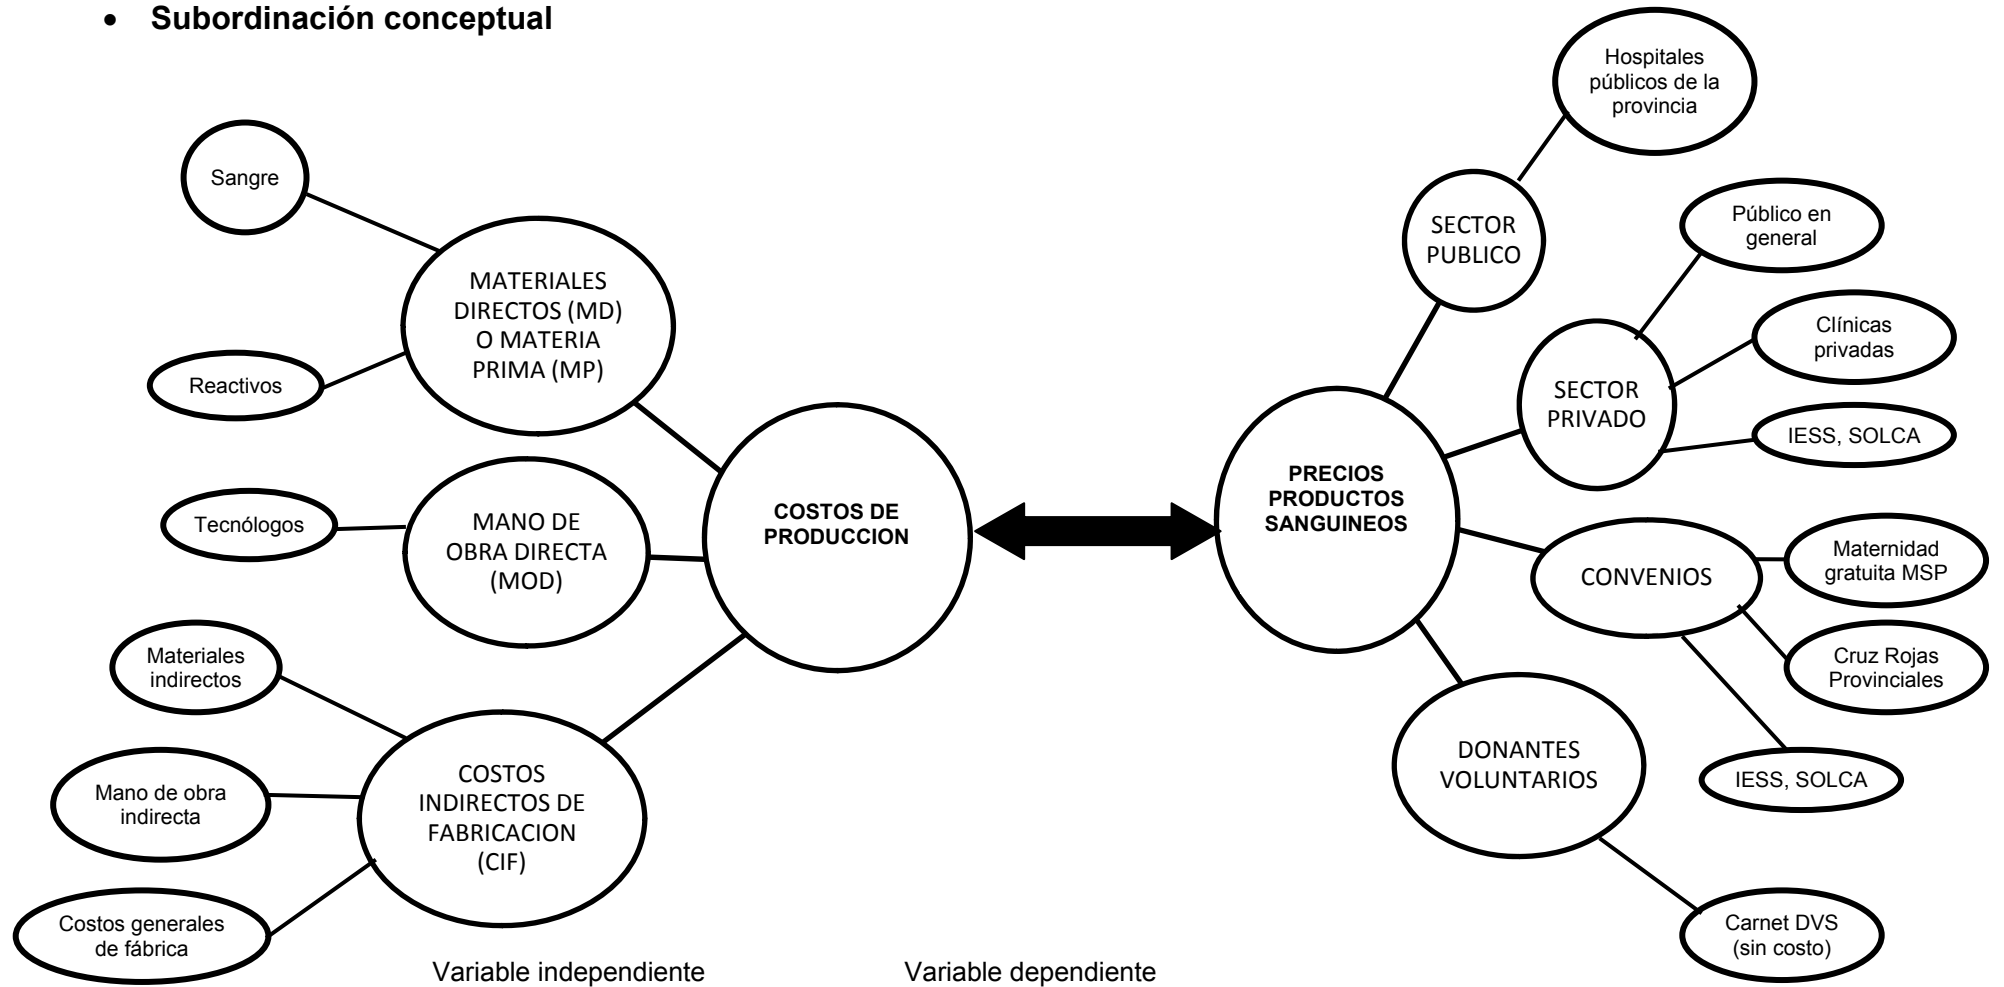 • Subordinación conceptual
Sangre
Reactivos
MATERIALES
DIRECTOS (MD)
O MATERIA
PRIMA (MP)
Tecnólogos
MANO DE
OBRA DIRECTA
(MOD)
Materiales
indirectos
Mano de obra
indirecta
Costos generales
de fábrica
COSTOS
INDIRECTOS DE
FABRICACION
(CIF)
COSTOS DE
PRODUCCION
PRECIOS
PRODUCTOS
SANGUINEOS
SECTOR
PUBLICO
Hospitales
públicos de la
provincia
SECTOR
PRIVADO
Público en
general
Clínicas
privadas
IESS, SOLCA
CONVENIOS
Maternidad
gratuita MSP
Cruz Rojas
Provinciales
IESS, SOLCA
DONANTES
VOLUNTARIOS
Carnet DVS
(sin costo)
Variable independiente
Variable dependiente